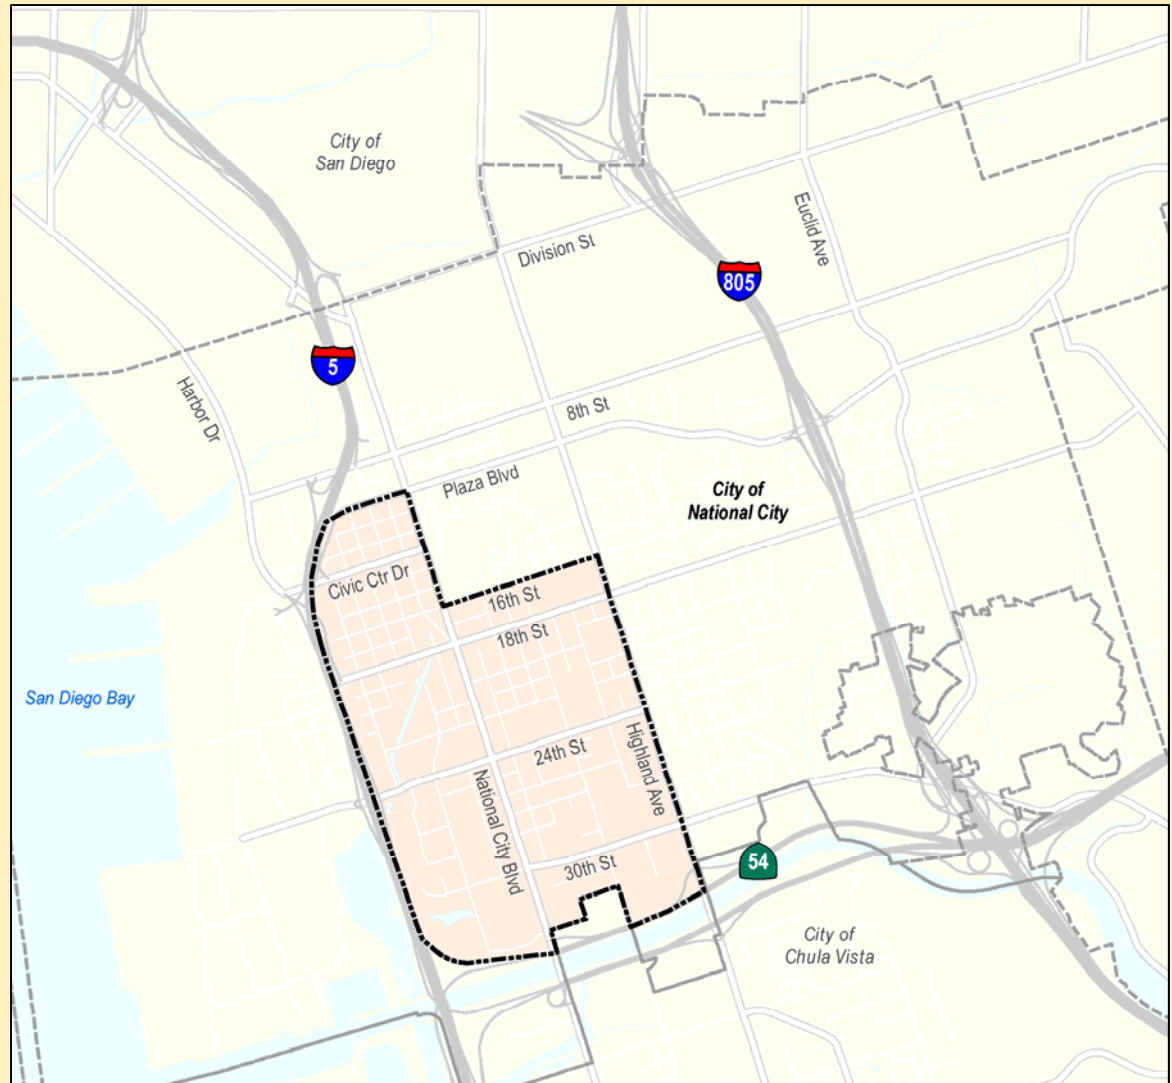 City of
San Diego
Euclid Ave
Division St
805
5
Harbor Dr
8th St
Plaza Blvd
City of
National City
Civic Ctr Dr
16th St
18th St
San Diego Bay
24th St
Highland Ave
National City Blvd
30th St
54
City of
Chula Vista